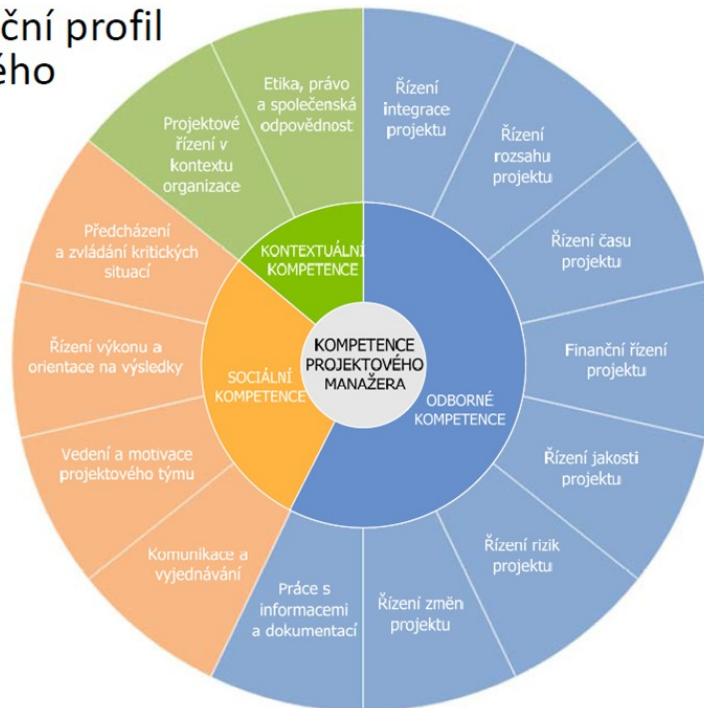 ční profil
ého
Etika, právo
a společenská
odpovědnost
Řízení
integrace
projektu
Řízení
rozsahu
projektu
Řízení času
projektu
Finanční řízení
projektu
Řízení jakosti
projektu
Řízení rizik
projektu
Řízení změn
projektu
Práce s
informacemi
a dokumentací
Komunikace a
vyjednávání
Vedení a motivace
projektového týmu
Řízení výkonu a
orientace na výsledky
Předcházení
a zvládání kritických
situací
Projektové
řízení v
kontextu
organizace
KONTEXTUÁLNÍ
KOMPETENCE
SOCIÁLNÍ
KOMPETENCE
ODBORNÉ
KOMPETENCE
KOMPETENCE
PROJEKTOVÉHO
MANAŽERA